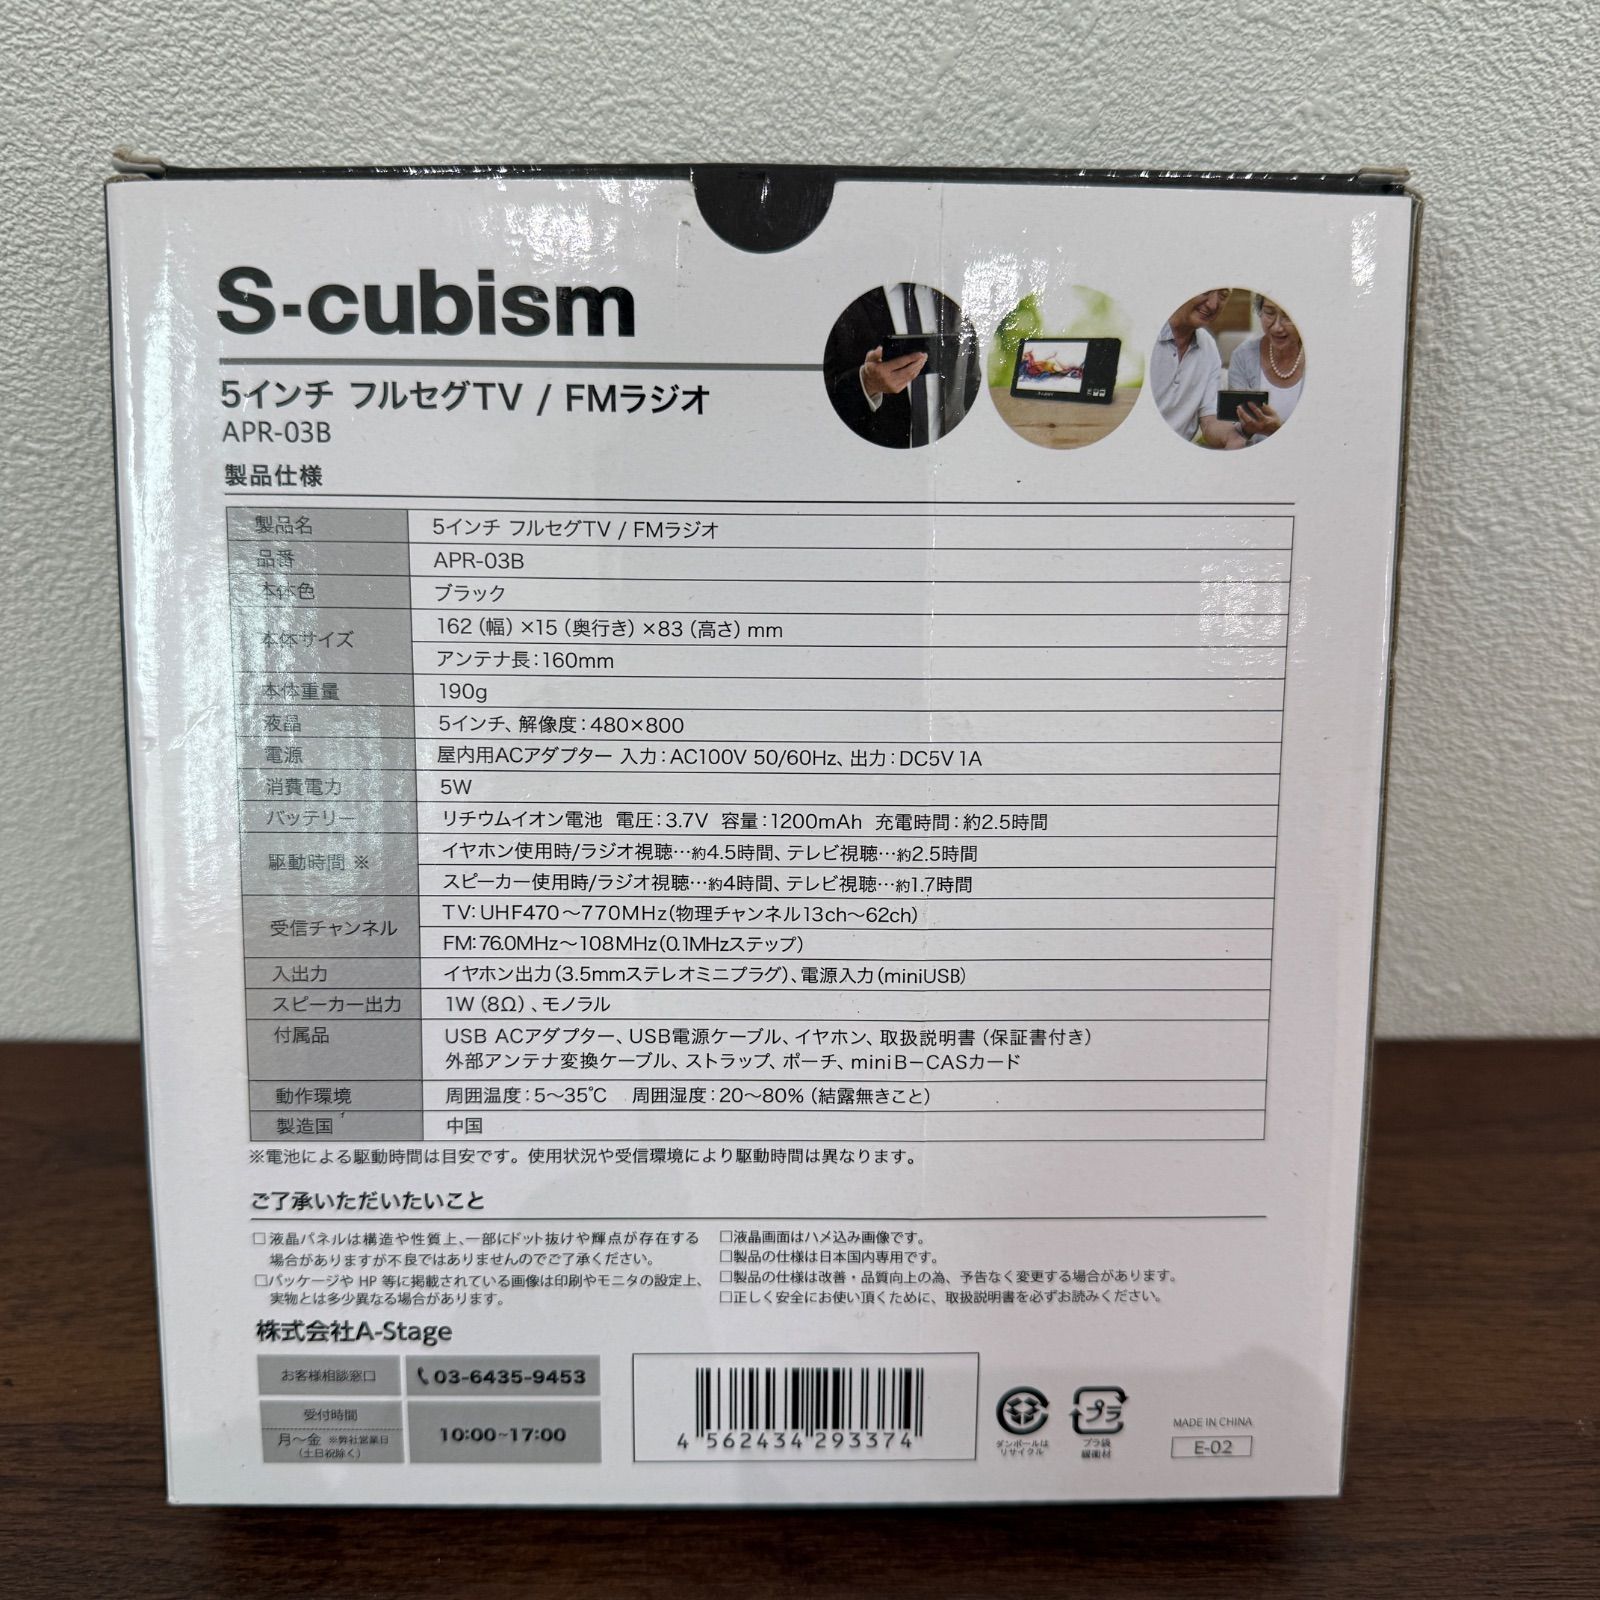 S-cubism
5インチ フルセグTV / FMラジオ
APR-03B
製品仕様
製品名 5インチ フルセグTV / FMラジオ
品番 APR-03B
本体色 ブラック
本体サイズ 162（幅）×15（奥行き）×83（高さ）mm
アンテナ長：160mm
本体重量 190g
液晶 5インチ、解像度：480×800
電源 屋内用ACアダプター 入力：AC100V 50/60Hz、出力：DC5V 1A
消費電力 5W
バッテリー リチウムイオン電池 電圧：3.7V 容量：1200mAh 充電時間：約2.5時間
駆動時間 ※ イヤホン使用時/ラジオ視聴…約4.5時間、テレビ視聴…約2.5時間
スピーカー使用時/ラジオ視聴…約4時間、テレビ視聴…約1.7時間
受信チャンネル TV：UHF470～770MHz（物理チャンネル13ch～62ch）
FM：76.0MHz～108MHz（0.1MHzステップ）
入出力 イヤホン出力（3.5mmステレオミニプラグ）、電源入力（miniUSB）
スピーカー出力 1W（8Ω）、モノラル
付属品 USB ACアダプター、USB電源ケーブル、イヤホン、取扱説明書（保証書付き）
外部アンテナ変換ケーブル、ストラップ、ポーチ、miniB-CASカード
動作環境 周囲温度：5～35℃ 周囲湿度：20～80%（結露無きこと）
製造国 中国
※電池による駆動時間は目安です。使用状況や受信環境により駆動時間は異なります。
ご了承いただいたいこと
□液晶パネルは構造や性質上、一部にドット抜けや輝点が存在する
場合がありますが不良ではありませんのでご了承ください。
□パッケージや HP 等に掲載されている画像は印刷やモニタの設定上、
実物とは多少異なる場合があります。
□液晶画面はハメ込み画像です。
□製品の仕様は日本国内専用です。
□製品の仕様は改善・品質向上の為、予告なく変更する場合があります。
□正しく安全にお使い頂くために、取扱説明書を必ずお読みください。
株式会社A-Stage
お客様相談窓口 03-6435-9453
受付時間
月～金 ※弊社営業日
（土日祝除く）
10:00~17:00
4 562434 293374
ダンボールは
リサイクル
プラ
プラ袋
緩衝材
MADE IN CHINA
E-02